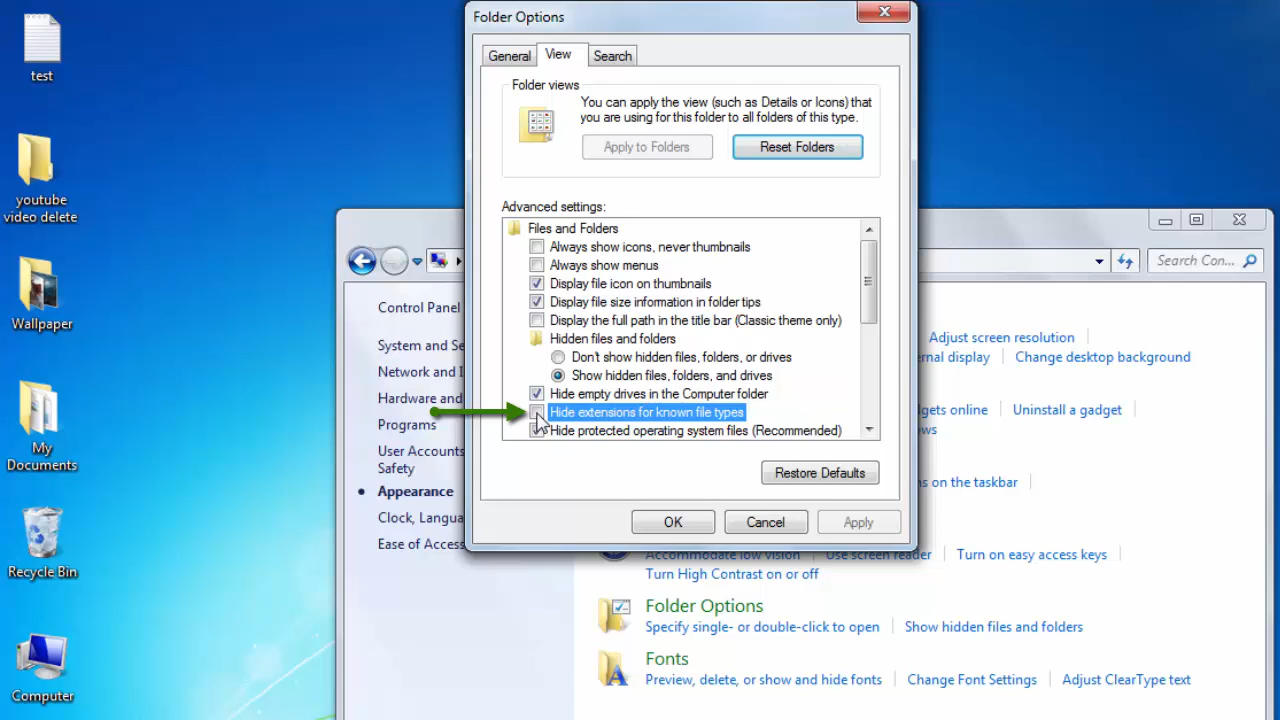 test
youtube
video delete
Wallpaper
My
Documents
Recycle Bin
Computer
Folder Options
General
View
Search
Folder views
You can apply the view (such as Details or Icons) that
you are using for this folder to all folders of this type.
Apply to Folders
Reset Folders
Advanced settings:
Files and Folders
Always show icons, never thumbnails
Always show menus
Display file icon on thumbnails
Display file size information in folder tips
Display the full path in the title bar (Classic theme only)
Hidden files and folders
Don't show hidden files, folders, or drives
Show hidden files, folders, and drives
Hide empty drives in the Computer folder
Hide extensions for known file types
Hide protected operating system files (Recommended)
Restore Defaults
OK
Cancel
Apply
Search Con...
Control Panel
System and Se
Network and I
Hardware and
Programs
User Accounts
Safety
Appearance
Clock, Langua
Ease of Acces
Adjust screen resolution
ernal display
Change desktop background
gets online
Uninstall a gadget
ws
ns on the taskbar
Accommodate low vision
Use screen reader
Turn on easy access keys
Turn High Contrast on or off
Folder Options
Specify single- or double-click to open
Show hidden files and folders
Fonts
Preview, delete, or show and hide fonts
Change Font Settings
Adjust ClearType text